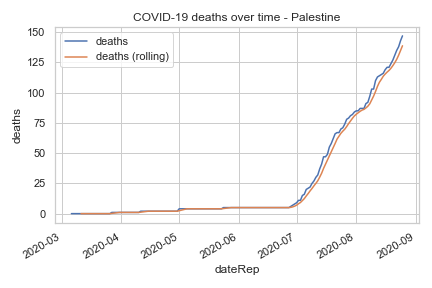 COVID-19 deaths over time - Palestine
deaths
deaths (rolling)
150
125
100
75
50
25
0
deaths
2020-03
2020-04
2020-05
2020-06
2020-07
2020-08
2020-09
dateRep